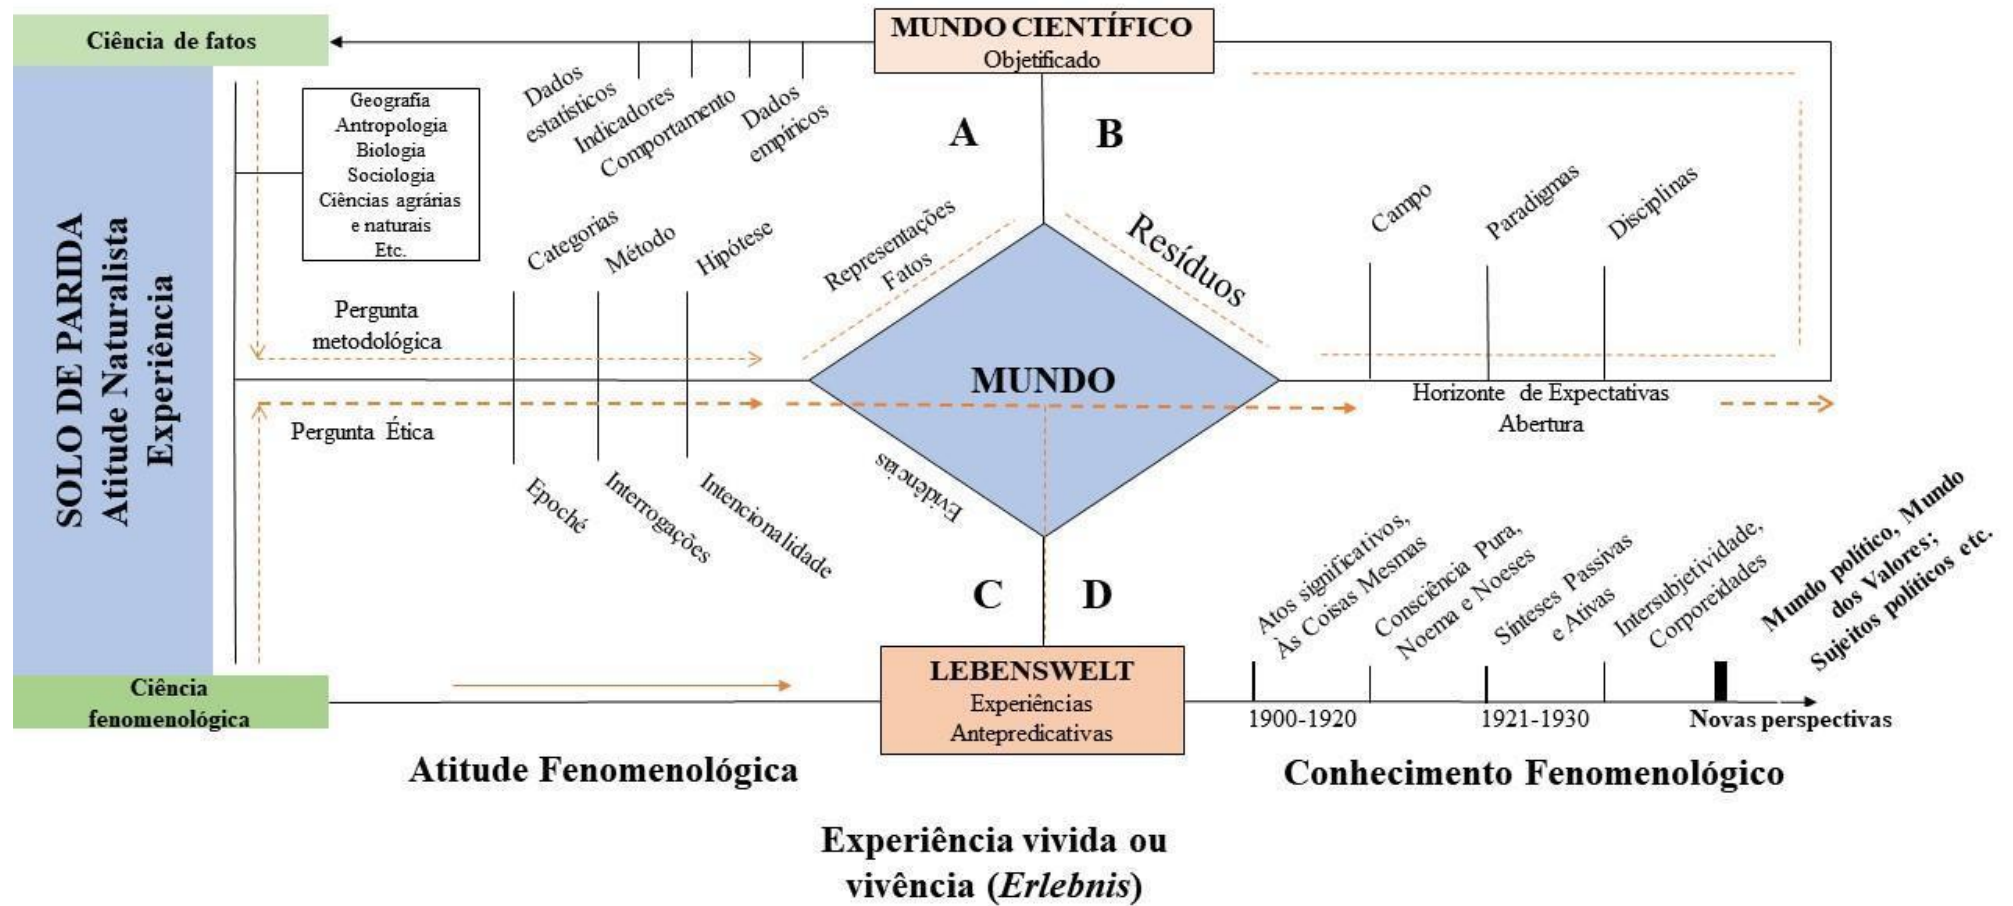 Ciência de fatos
MUNDO CIENTÍFICO
Objetificado
SOLO DE PARIDA
Atitude Naturalista
Experiência
Geografia
Antropologia
Biologia
Sociologia
Ciências agrárias
e naturais
Etc.
Dados
estatísticos
Indicadores
Comportamento
Dados
empíricos
A
B
Categorias
Método
Hipótese
Representações
Fatos
Resíduos
Campo
Paradigmas
Disciplinas
Pergunta
metodológica
MUNDO
Pergunta Ética
Horizonte de Expectativas
Abertura
Epoché
Interrogações
Intencionalidade
Evidências
C
D
Atos significativos,
Às Coisas Mesmas
Consciência Pura,
Noema e Noeses
Sínteses Passivas
e Ativas
Intersubjetividade,
Corporeidades
Mundo político, Mundo
dos Valores;
Sujeitos políticos etc.
Ciência
fenomenológica
LEBENSWELT
Experiências
Antepredicativas
1900-1920
1921-1930
Novas perspectivas
Atitude Fenomenológica
Conhecimento Fenomenológico
Experiência vivida ou
vivência (Erlebnis)